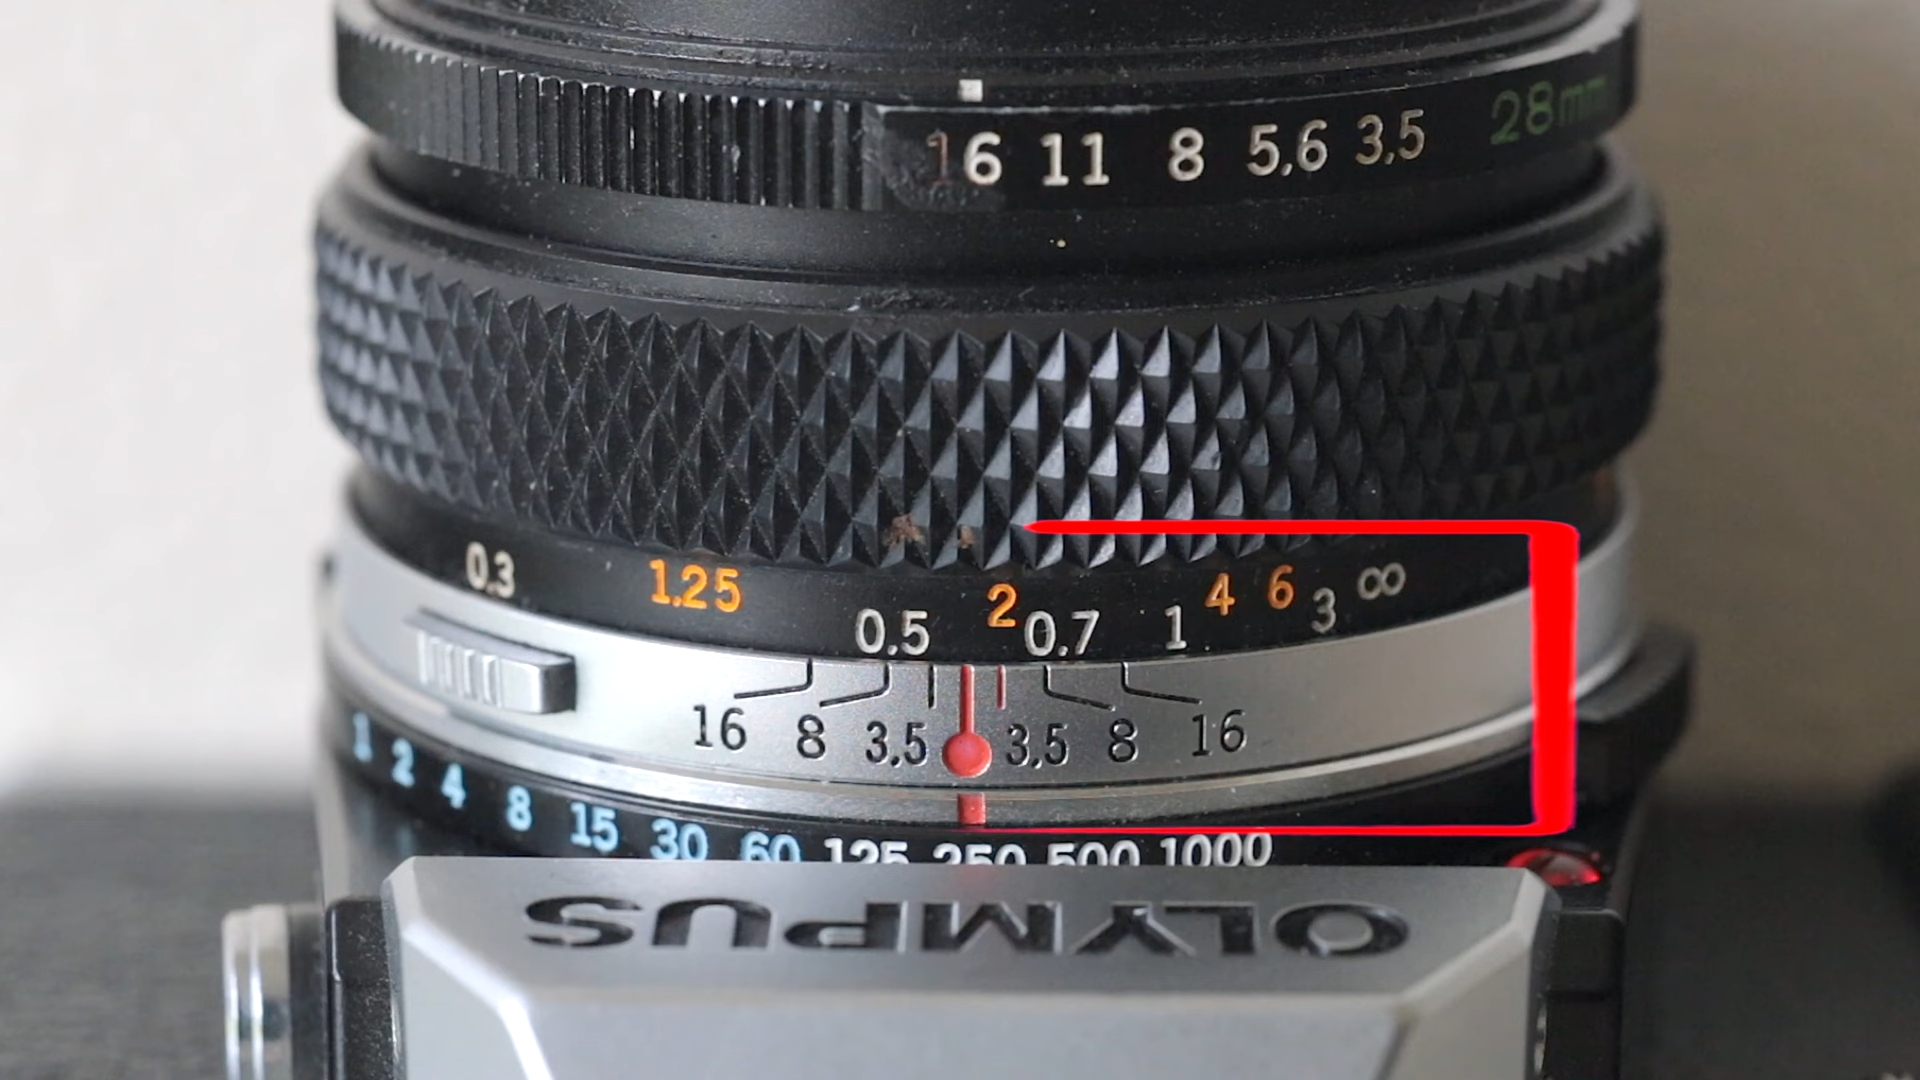 16 11 8 5.6 3.5 28mm
0.3 1.25 2 4 6 ∞
0.5 0.7 1 3
16 8 3.5 3.5 8 16
1 2 4 8 15 30 60 125 250 500 1000
OLYMPUS